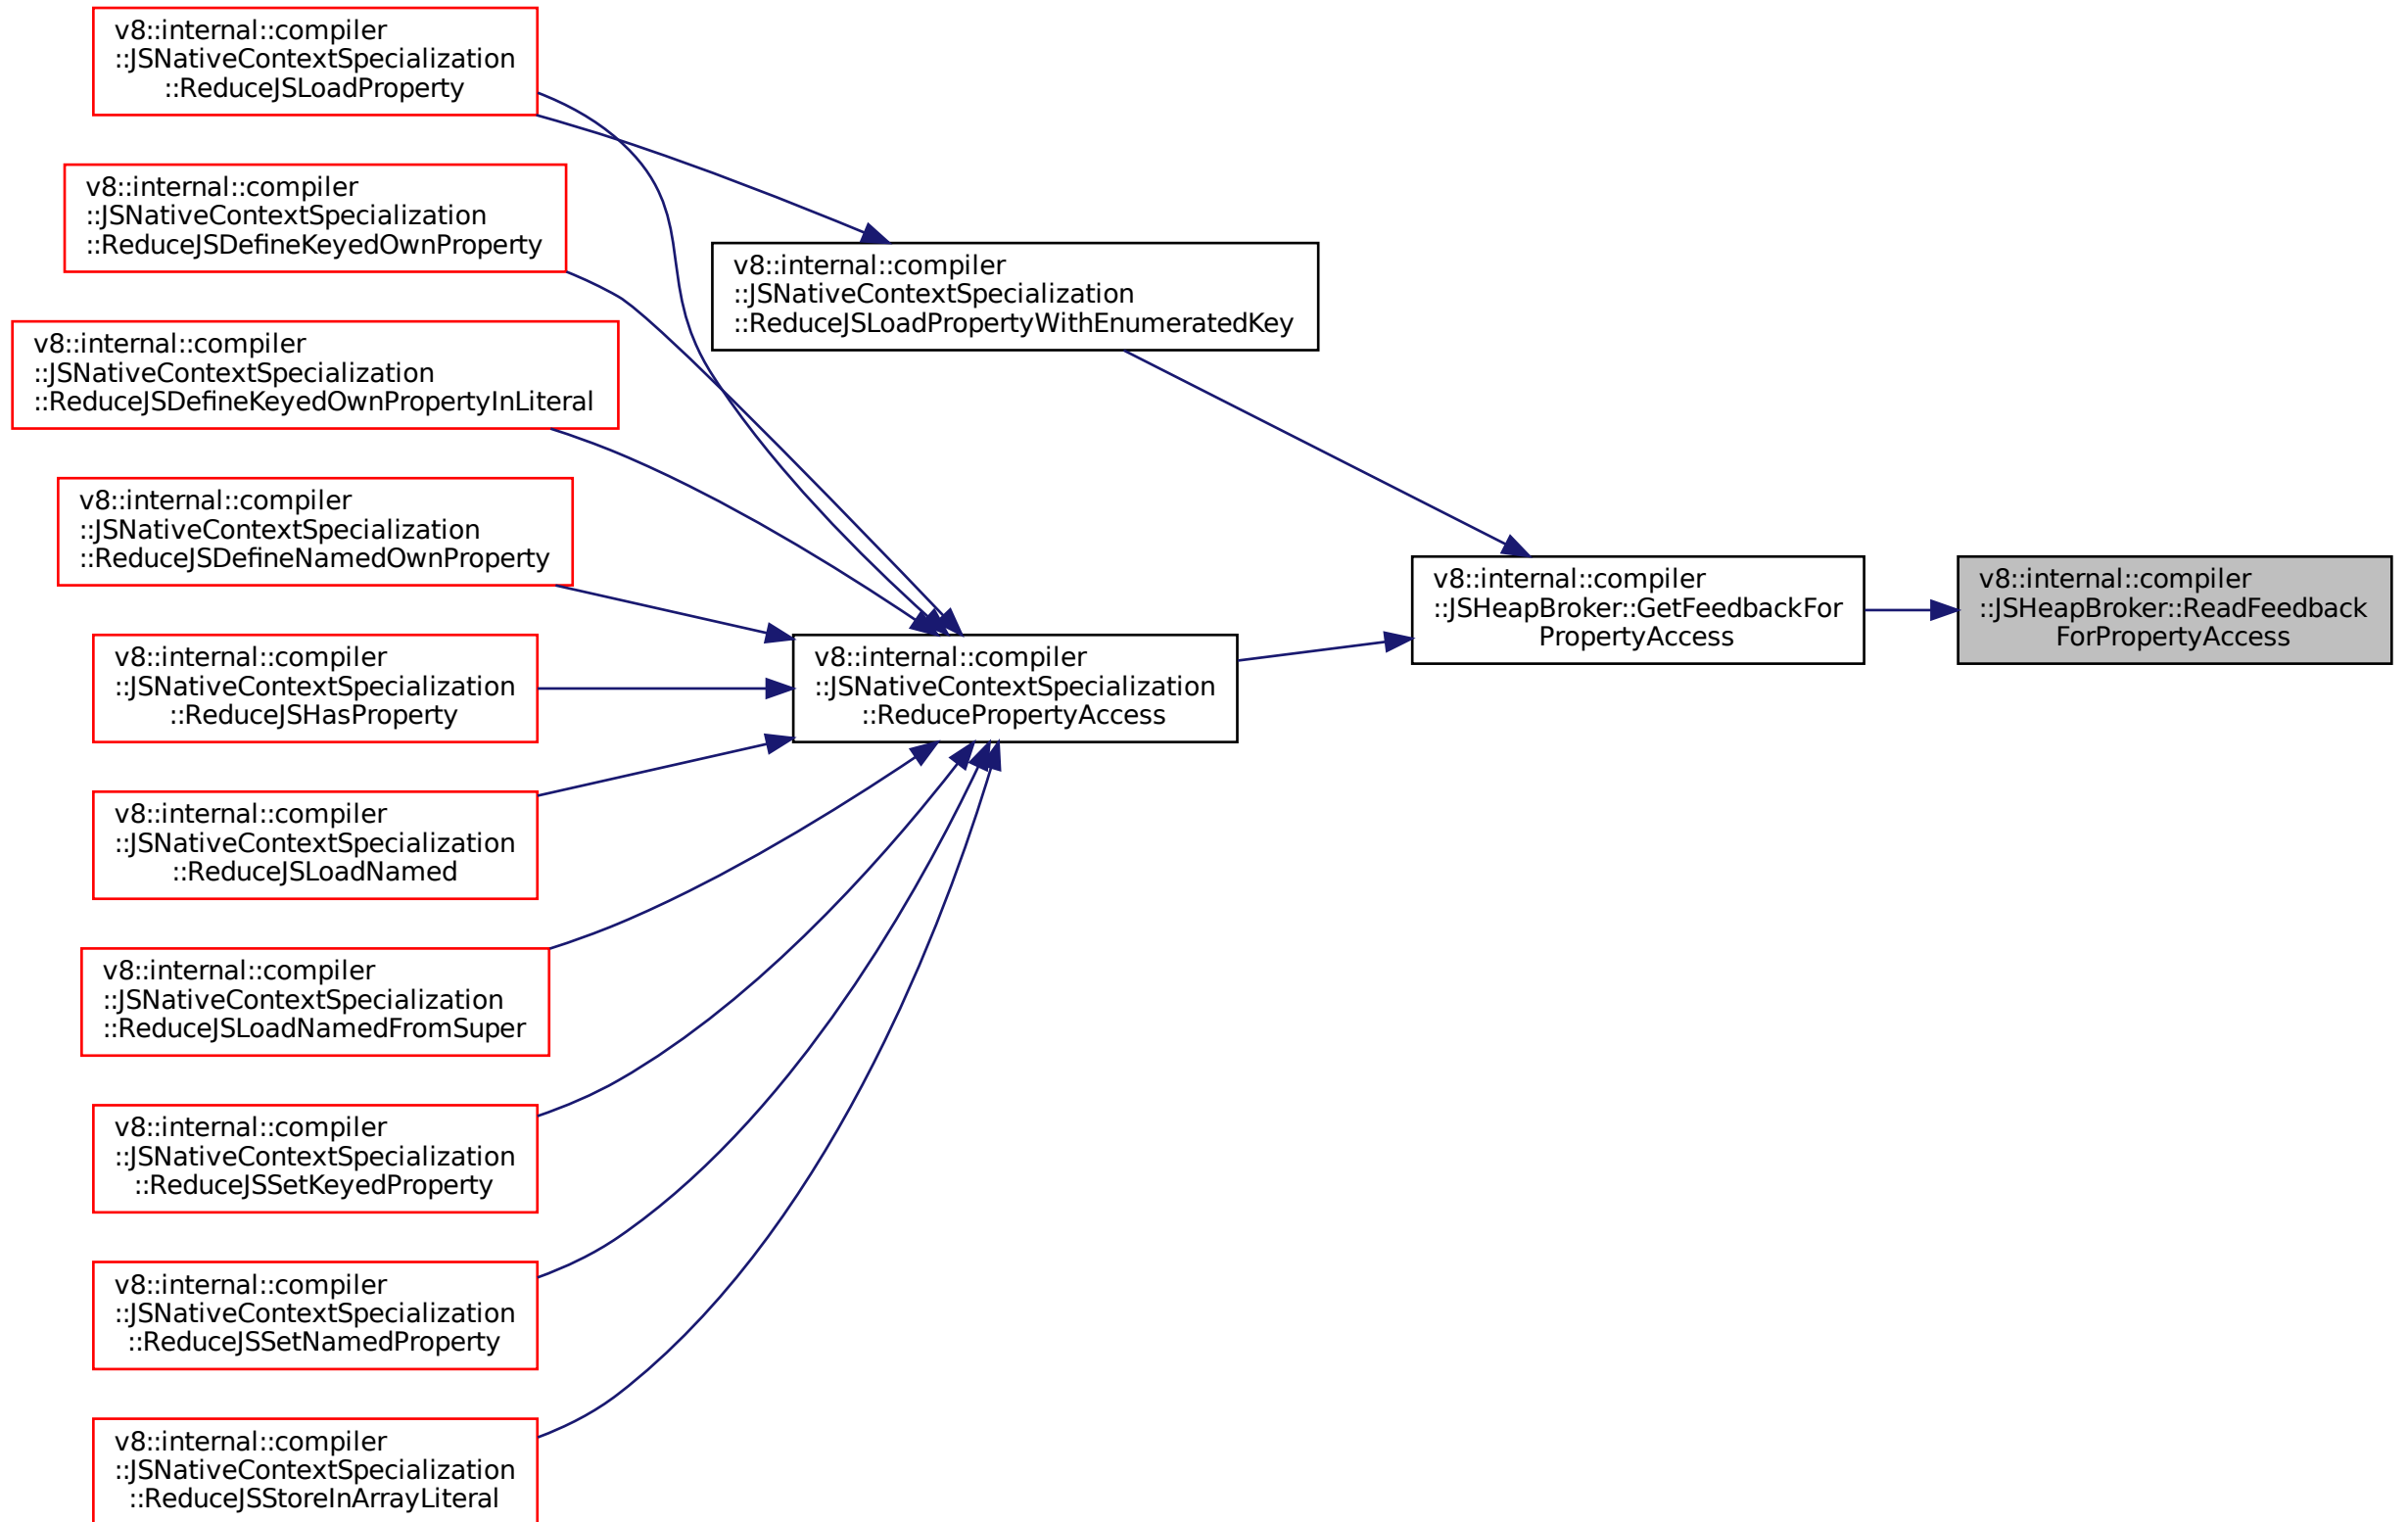 v8::internal::compiler
::JSNativeContextSpecialization
::ReduceJSLoadProperty
v8::internal::compiler
::JSNativeContextSpecialization
::ReduceJSDefineKeyedOwnProperty
v8::internal::compiler
::JSNativeContextSpecialization
::ReduceJSDefineKeyedOwnPropertyInLiteral
v8::internal::compiler
::JSNativeContextSpecialization
::ReduceJSDefineNamedOwnProperty
v8::internal::compiler
::JSNativeContextSpecialization
::ReduceJSHasProperty
v8::internal::compiler
::JSNativeContextSpecialization
::ReduceJSLoadNamed
v8::internal::compiler
::JSNativeContextSpecialization
::ReduceJSLoadNamedFromSuper
v8::internal::compiler
::JSNativeContextSpecialization
::ReduceJSSetKeyedProperty
v8::internal::compiler
::JSNativeContextSpecialization
::ReduceJSSetNamedProperty
v8::internal::compiler
::JSNativeContextSpecialization
::ReduceJSStoreInArrayLiteral
v8::internal::compiler
::JSNativeContextSpecialization
::ReduceJSLoadPropertyWithEnumeratedKey
v8::internal::compiler
::JSNativeContextSpecialization
::ReducePropertyAccess
v8::internal::compiler
::JSHeapBroker::GetFeedbackFor
PropertyAccess
v8::internal::compiler
::JSHeapBroker::ReadFeedback
ForPropertyAccess